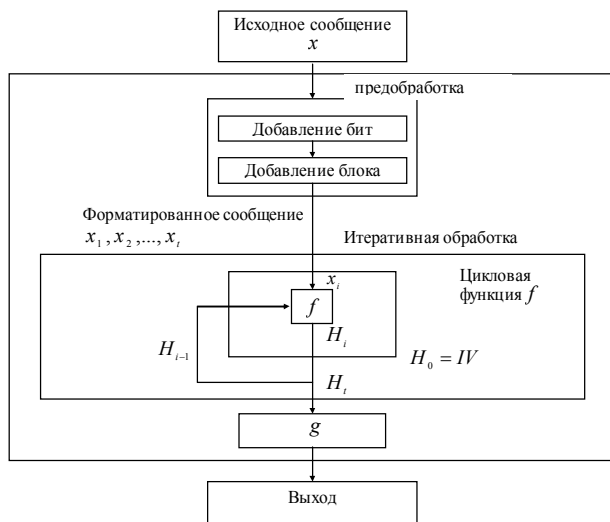 Исходное сообщение
x
предобработка
Добавление бит
Добавление блока
Форматированное сообщение
x₁, x₂, ..., xₜ
Итеративная обработка
Цикловая
функция f
xᵢ
f
Hᵢ
Hᵢ₋₁
H₀ = IV
Hₜ
g
Выход